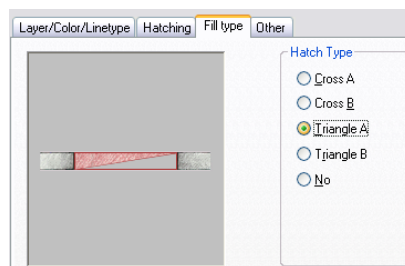 Layer/Color/Linetype Hatching Fill type Other
Hatch Type
Cross A
Cross B
Triangle A
Triangle B
No